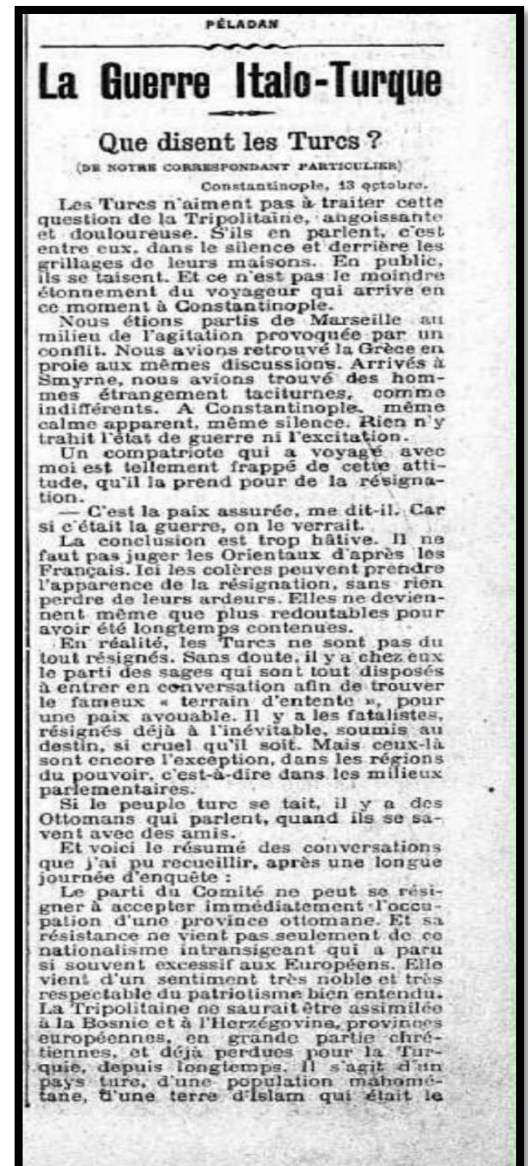 PÉLADAN
La Guerre Italo-Turque
Que disent les Turcs ?
(DE NOTRE CORRESPONDANT PARTICULIER)
Constantinople, 13 octobre.
Les Turcs n'aiment pas à traiter cette
question de la Tripolitaine, angoissante
et douloureuse. S'ils en parlent, c'est
entre eux, dans le silence et derrière les
grillages de leurs maisons. En public,
ils se taisent. Et ce n'est pas le moindre
étonnement du voyageur qui arrive en
ce moment à Constantinople.
Nous étions partis de Marseille au
milieu de l'agitation provoquée par un
conflit. Nous avions retrouvé la Grèce en
proie aux mêmes discussions. Arrivés à
Smyrne, nous avions trouvé des hom-
mes étrangement taciturnes, comme
indifférents. A Constantinople, même
calme apparent, même silence. Rien n'y
trahit l'état de guerre ni l'excitation.
Un compatriote qui a voyagé avec
moi est tellement frappé de cette atti-
tude, qu'il la prend pour de la résigna-
tion.
— C'est la paix assurée, me dit-il. Car
si c'était la guerre, on le verrait.
La conclusion est trop hâtive. Il ne
faut pas juger les Orientaux d'après les
Français. Ici les colères peuvent prendre
l'apparence de la résignation, sans rien
perdre de leurs ardeurs. Elles ne devien-
nent même que plus redoutables pour
avoir été longtemps contenues.
En réalité, les Turcs ne sont pas du
tout résignés. Sans doute, il y a chez eux
le parti des sages qui sont tout disposés
à entrer en conversation afin de trouver
le fameux « terrain d'entente », pour
une paix avouable. Il y a les fatalistes,
résignés déjà à l'inévitable, soumis au
destin, si cruel qu'il soit. Mais ceux-là
sont encore l'exception, dans les régions
du pouvoir, c'est-à-dire dans les milieux
parlementaires.
Si le peuple turc se tait, il y a des
Ottomans qui parlent, quand ils se sa-
vent avec des amis.
Et voici le résumé des conversations
que j'ai pu recueillir, après une longue
journée d'enquête :
Le parti du Comité ne peut se rési-
gner à accepter immédiatement l'occu-
pation d'une province ottomane. Et sa
résistance ne vient pas seulement de ce
nationalisme intransigeant qui a paru
si souvent excessif aux Européens. Elle
vient d'un sentiment très noble et très
respectable du patriotisme bien entendu.
La Tripolitaine ne saurait être assimilée
à la Bosnie et à l'Herzégovine, provinces
européennes, en grande partie chré-
tiennes, et déjà perdues pour la Tur-
quie, depuis longtemps. Il s'agit d'un
pays turc, d'une population mahomé-
tane, d'une terre d'Islam qui était le